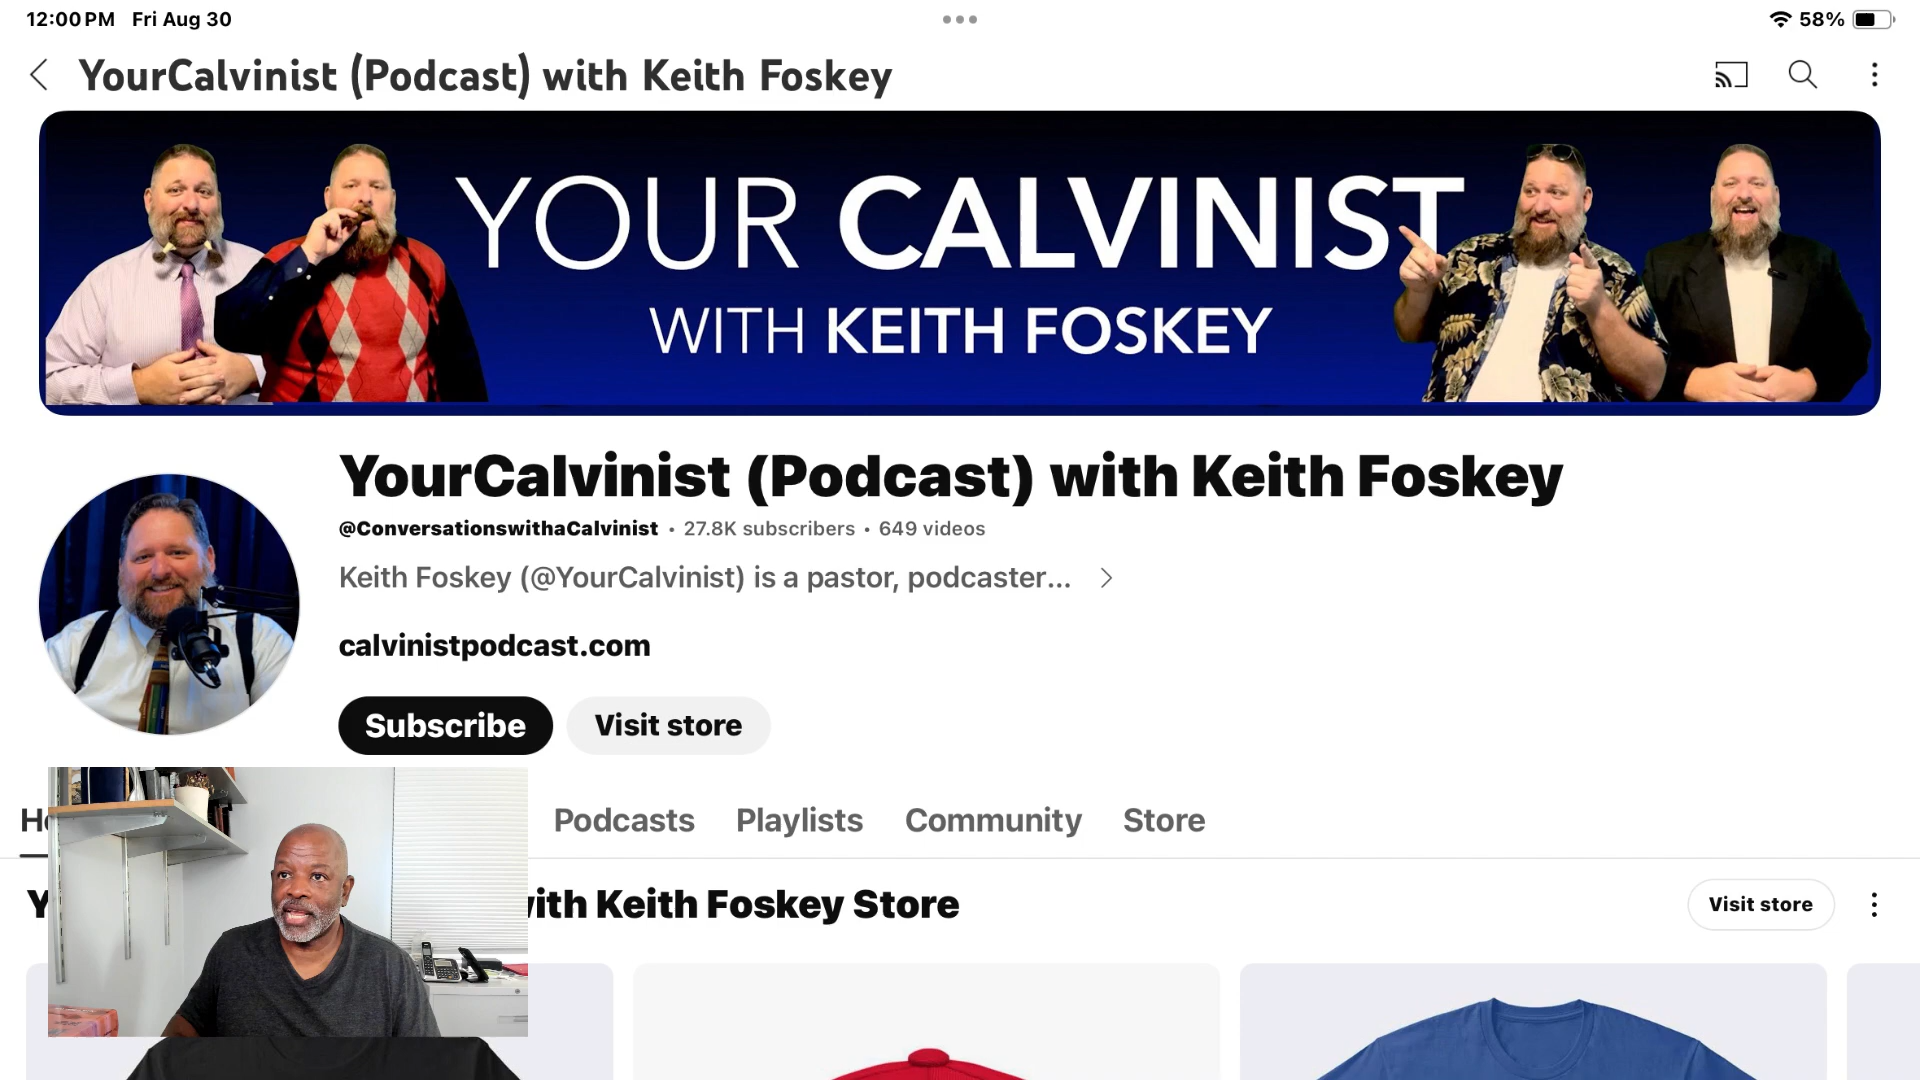 12:00 PM Fri Aug 30
58%
YourCalvinist (Podcast) with Keith Foskey
YOUR CALVINIST
WITH KEITH FOSKEY
YourCalvinist (Podcast) with Keith Foskey
@ConversationswithaCalvinist • 27.8K subscribers • 649 videos
Keith Foskey (@YourCalvinist) is a pastor, podcaster...
calvinistpodcast.com
Subscribe Visit store
Podcasts Playlists Community Store
with Keith Foskey Store
Visit store